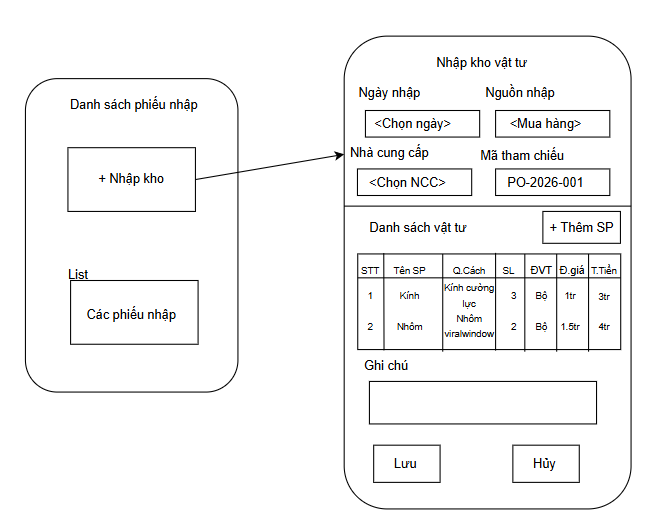 Danh sách phiếu nhập
+ Nhập kho
List
Các phiếu nhập
Nhập kho vật tư
Ngày nhập
Nguồn nhập
<Chọn ngày>
<Mua hàng>
Nhà cung cấp
Mã tham chiếu
<Chọn NCC>
PO-2026-001
Danh sách vật tư
+ Thêm SP
STT Tên SP Q.Cách SL ĐVT Đ.giá T.Tiền
1 Kính Kính cường lực 3 Bộ 1tr 3tr
2 Nhôm Nhôm viralwindow 2 Bộ 1.5tr 4tr
Ghi chú
Lưu
Hủy